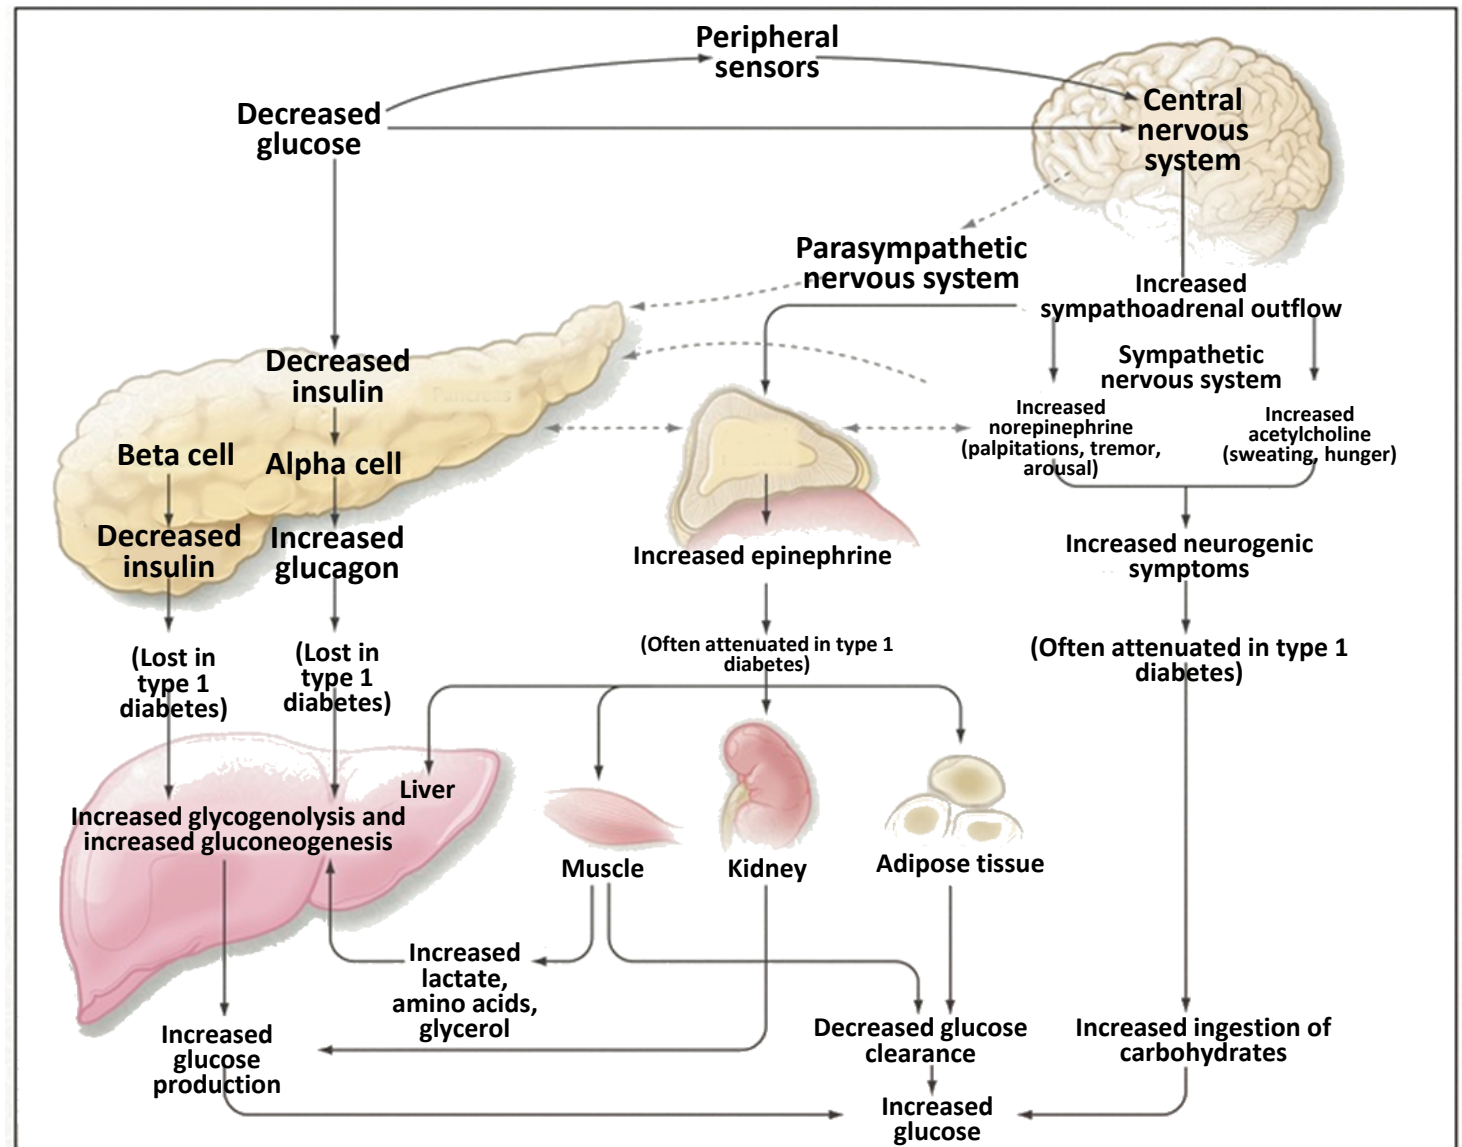 Peripheral
sensors
Decreased
glucose
Central
nervous
system
Parasympathetic
nervous system
Increased
sympathoadrenal outflow
Sympathetic
nervous system
Decreased
insulin
Pancreas
Beta cell
Alpha cell
Increased
norepinephrine
(palpitations, tremor,
arousal)
Increased
acetylcholine
(sweating, hunger)
Decreased
insulin
Increased
glucagon
Increased epinephrine
Increased neurogenic
symptoms
(Lost in
type 1
diabetes)
(Lost in
type 1
diabetes)
(Often attenuated in type 1
diabetes)
(Often attenuated in type 1
diabetes)
Liver
Increased glycogenolysis and
increased gluconeogenesis
Muscle
Kidney
Adipose tissue
Increased
lactate,
amino acids,
glycerol
Increased
glucose
production
Decreased glucose
clearance
Increased ingestion of
carbohydrates
Increased
glucose